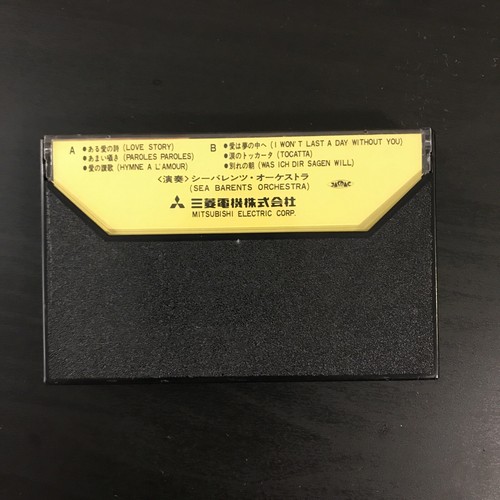 A ●ある愛の詩 (LOVE STORY)
●あまい囁き (PAROLES PAROLES)
●愛の讃歌 (HYMNE A L'AMOUR)
B ●愛は夢の中へ (I WON'T LAST A DAY WITHOUT YOU)
●涙のトッカータ (TOCATTA)
●別れの朝 (WAS ICH DIR SAGEN WILL)
〈演奏〉シーバレンツ・オーケストラ
(SEA BARENTS ORCHESTRA)
JASRAC
三菱電機株式会社
MITSUBISHI ELECTRIC CORP.